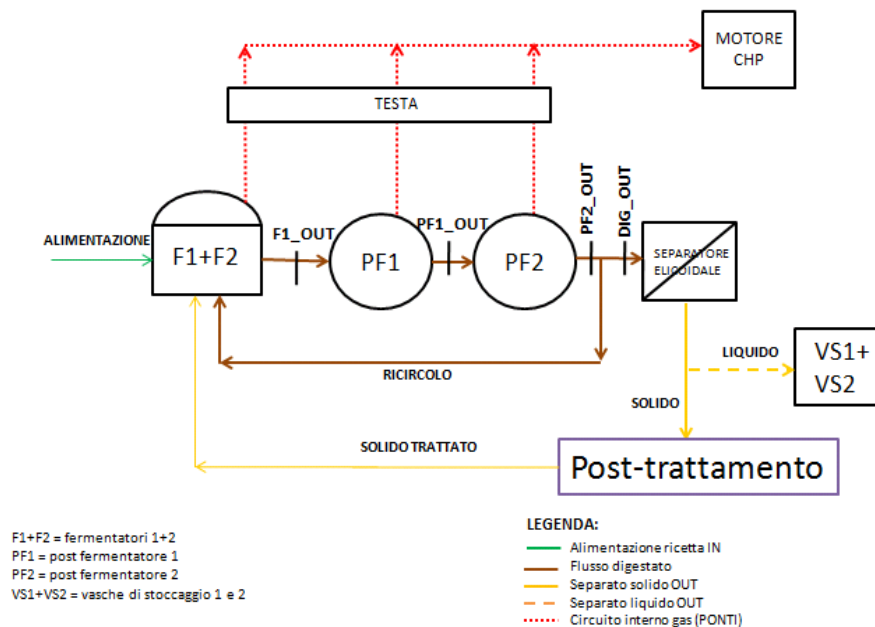 MOTORE
CHP
TESTA
ALIMENTAZIONE
F1+F2
F1_OUT
PF1
PF1_OUT
PF2
PF2_OUT
DIG_OUT
SEPARATORE
ELICOIDALE
RICIRCOLO
LIQUIDO
VS1+
VS2
SOLIDO
SOLIDO TRATTATO
Post-trattamento
F1+F2 = fermentatori 1+2
PF1 = post fermentatore 1
PF2 = post fermentatore 2
VS1+VS2 = vasche di stoccaggio 1 e 2
LEGENDA:
Alimentazione ricetta IN
Flusso digestato
Separato solido OUT
Separato liquido OUT
Circuito interno gas (PONTI)